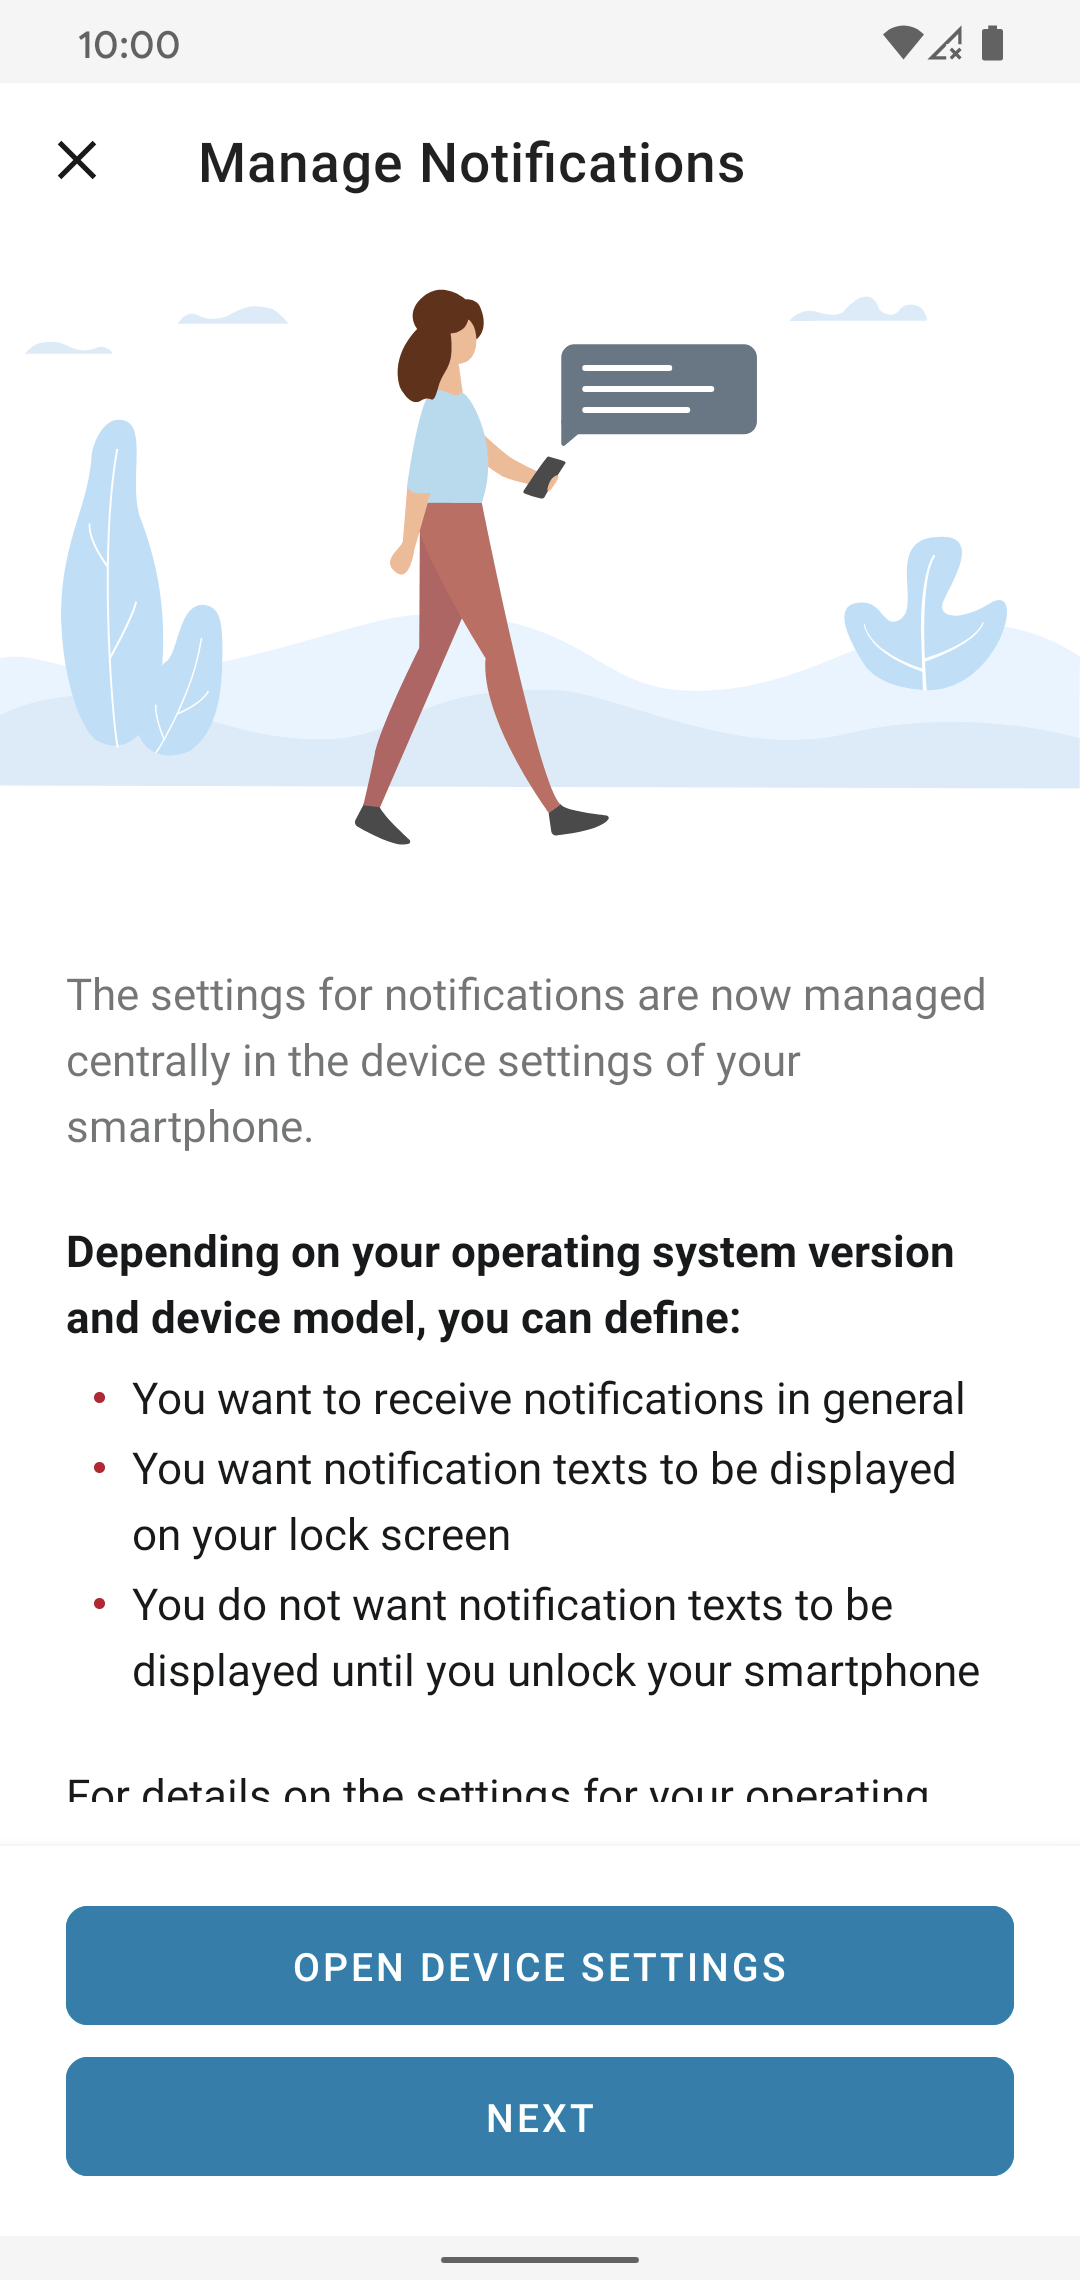 10:00
Manage Notifications
The settings for notifications are now managed
centrally in the device settings of your
smartphone.
Depending on your operating system version
and device model, you can define:
• You want to receive notifications in general
• You want notification texts to be displayed
on your lock screen
• You do not want notification texts to be
displayed until you unlock your smartphone
For details on the settings for your operating
OPEN DEVICE SETTINGS
NEXT